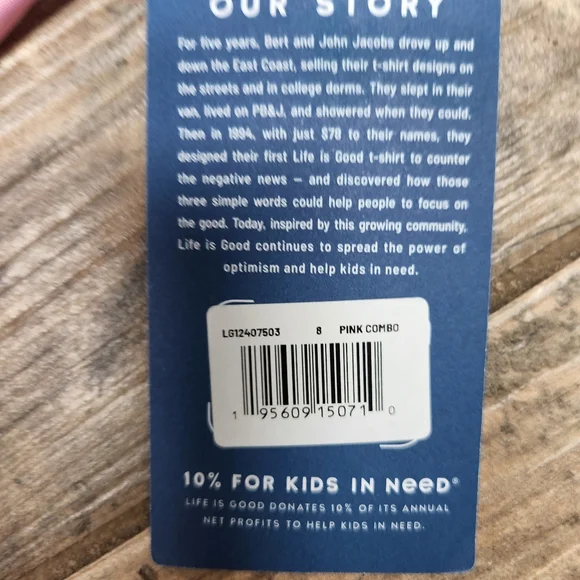 OUR STORY
For five years, Bert and John Jacobs drove up and
down the East Coast, selling their t-shirt designs on
the streets and in college dorms. They slept in their
van, lived on PB&J, and showered when they could.
Then in 1994, with just $78 to their names, they
designed their first Life is Good t-shirt to counter
the negative news — and discovered how those
three simple words could help people to focus on
the good. Today, inspired by this growing community,
Life is Good continues to spread the power of
optimism and help kids in need.
LG12407503 8 PINK COMBO
1 95609 15071 0
10% FOR KIDS IN NeeD®
LIFE IS GOOD DONATES 10% OF ITS ANNUAL
NET PROFITS TO HELP KIDS IN NEED.